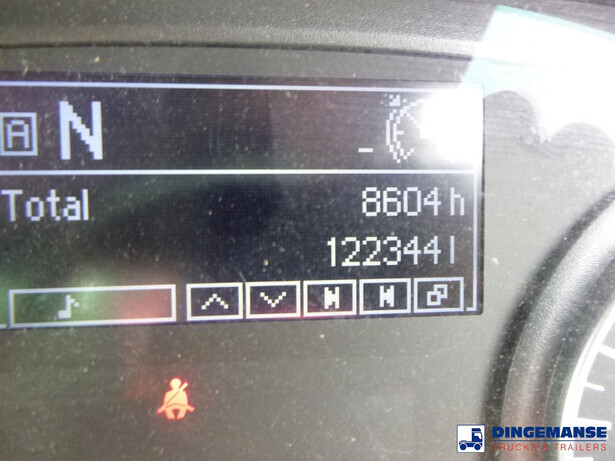 A N
Total 8604 h
122344 l
DINGEMANSE
TRUCKS & TRAILERS